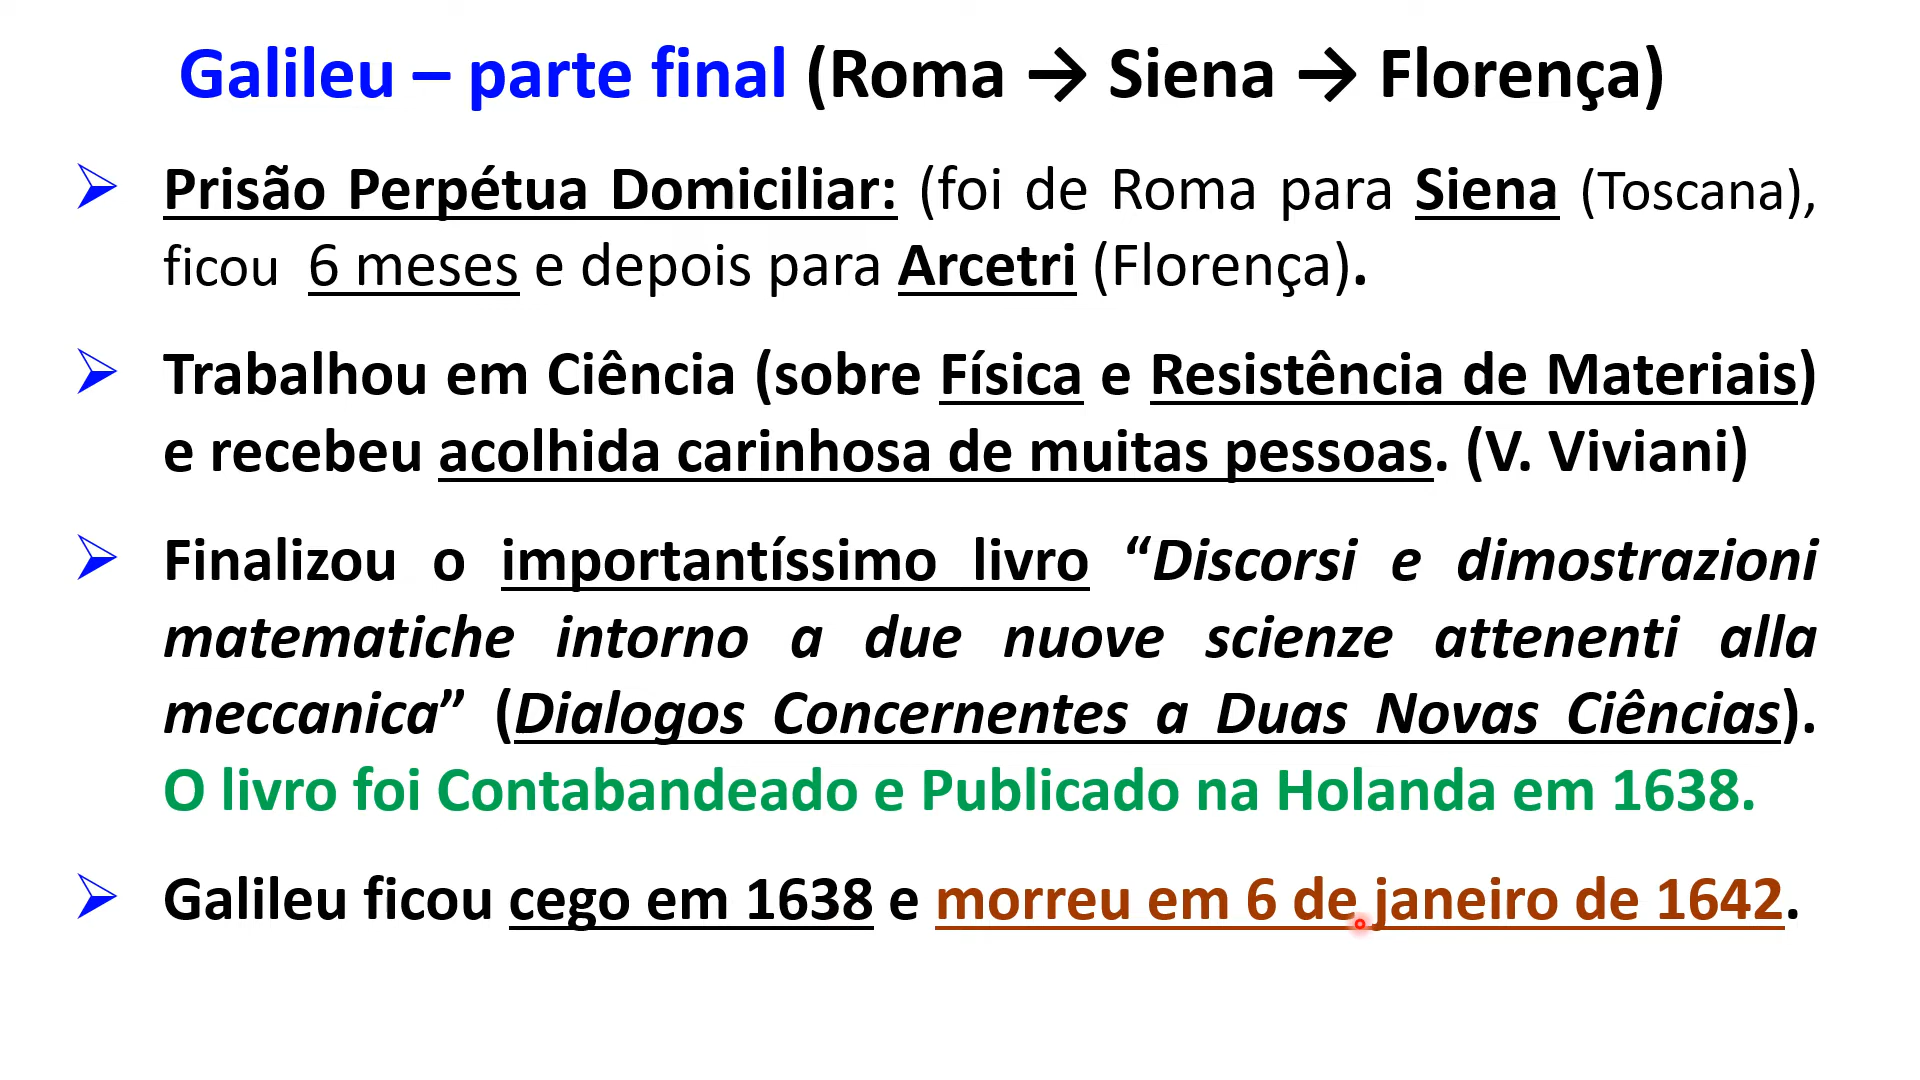 Galileu – parte final (Roma → Siena → Florença)
➢ Prisão Perpétua Domiciliar: (foi de Roma para Siena (Toscana),
ficou 6 meses e depois para Arcetri (Florença).
➢ Trabalhou em Ciência (sobre Física e Resistência de Materiais)
e recebeu acolhida carinhosa de muitas pessoas. (V. Viviani)
➢ Finalizou o importantíssimo livro “Discorsi e dimostrazioni
matematiche intorno a due nuove scienze attenenti alla
meccanica” (Dialogos Concernentes a Duas Novas Ciências).
O livro foi Contabandeado e Publicado na Holanda em 1638.
➢ Galileu ficou cego em 1638 e morreu em 6 de janeiro de 1642.